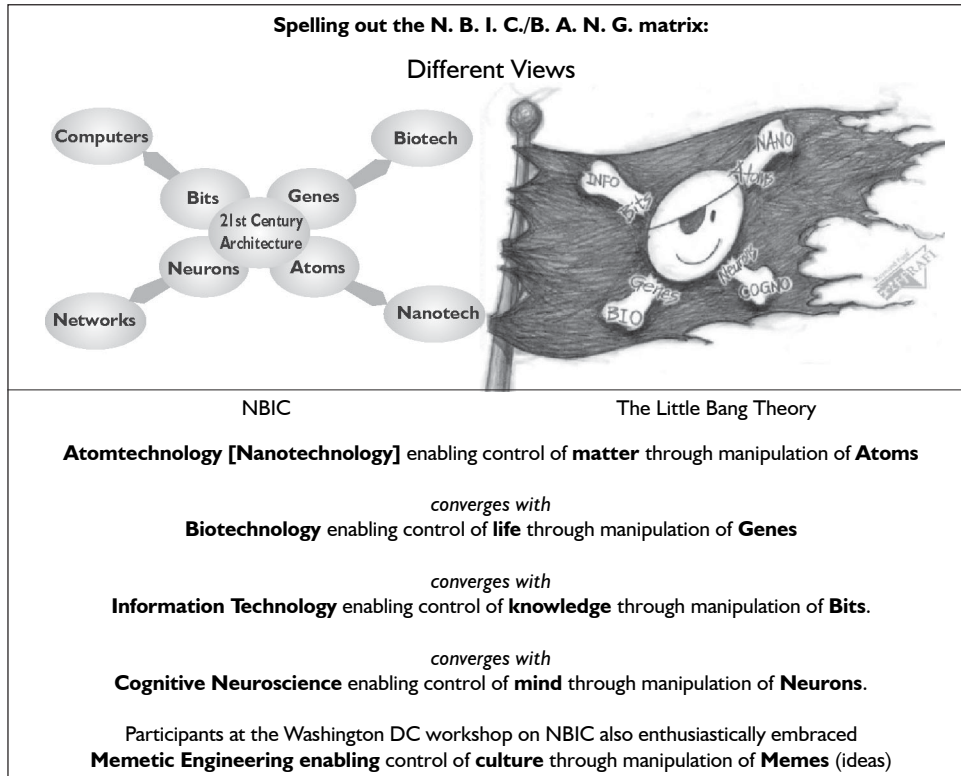 Spelling out the N. B. I. C./B. A. N. G. matrix:
Different Views
Computers
Biotech
Bits
Genes
21st Century
Architecture
Neurons
Atoms
Networks
Nanotech
INFO
Bits
NANO
Atoms
Genes
BIO
Neurons
COGNO
NBIC
The Little Bang Theory
Atomtechnology [Nanotechnology] enabling control of matter through manipulation of Atoms
converges with
Biotechnology enabling control of life through manipulation of Genes
converges with
Information Technology enabling control of knowledge through manipulation of Bits.
converges with
Cognitive Neuroscience enabling control of mind through manipulation of Neurons.
Participants at the Washington DC workshop on NBIC also enthusiastically embraced
Memetic Engineering enabling control of culture through manipulation of Memes (ideas)